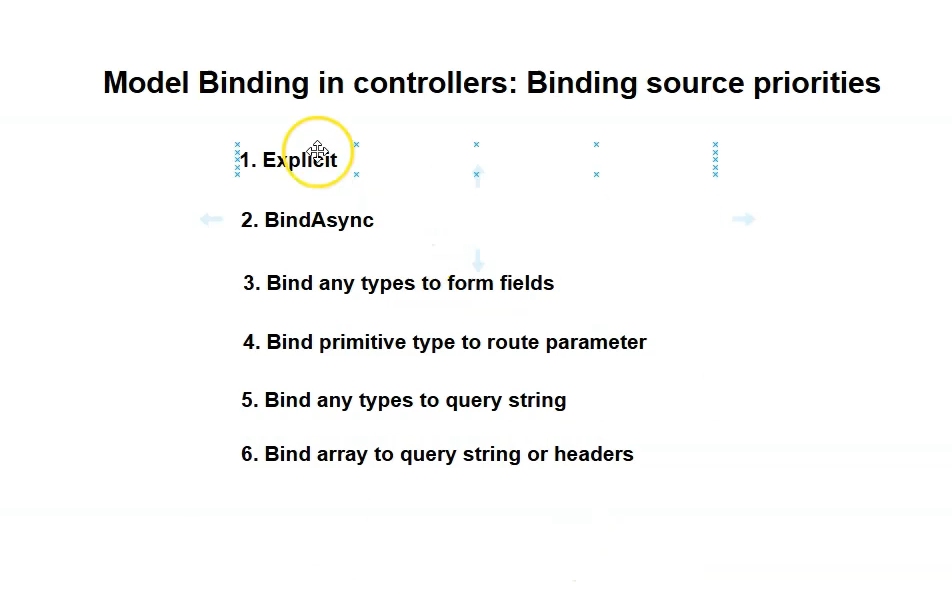 Model Binding in controllers: Binding source priorities
1. Explicit
2. BindAsync
3. Bind any types to form fields
4. Bind primitive type to route parameter
5. Bind any types to query string
6. Bind array to query string or headers